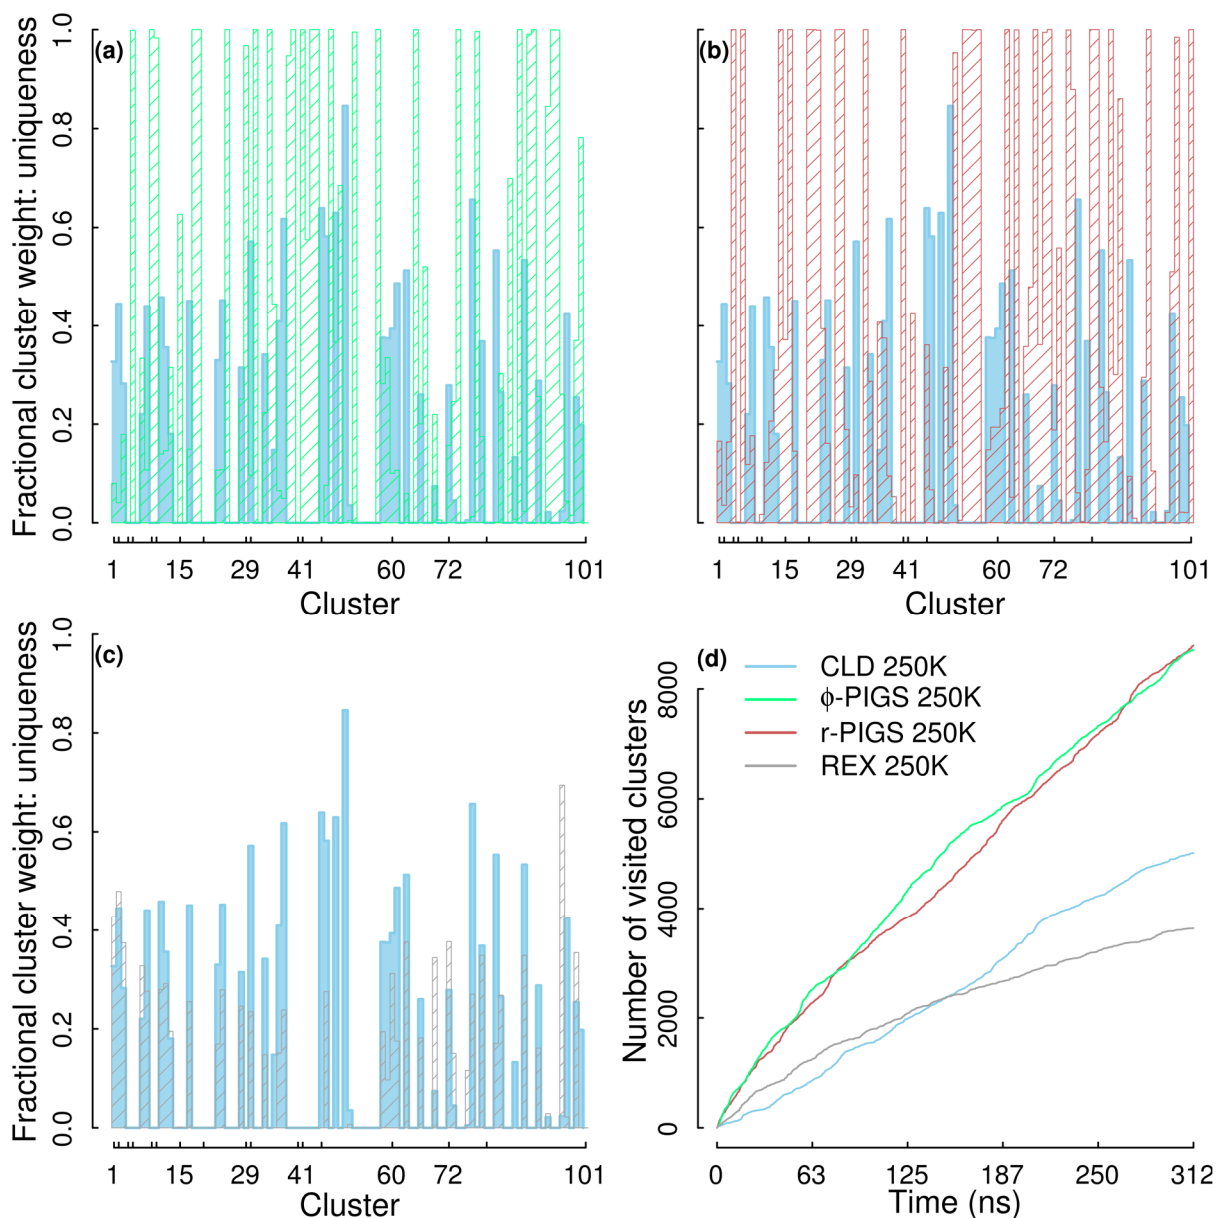 Fractional cluster weight: uniqueness
0.0 0.2 0.4 0.6 0.8 1.0
(a)
1 15 29 41 60 72 101
Cluster
(b)
1 15 29 41 60 72 101
Cluster
Fractional cluster weight: uniqueness
0.0 0.2 0.4 0.6 0.8 1.0
(c)
1 15 29 41 60 72 101
Cluster
Number of visited clusters
0 2000 4000 6000 8000
(d)
CLD 250K
ϕ-PIGS 250K
r-PIGS 250K
REX 250K
0 63 125 187 250 312
Time (ns)